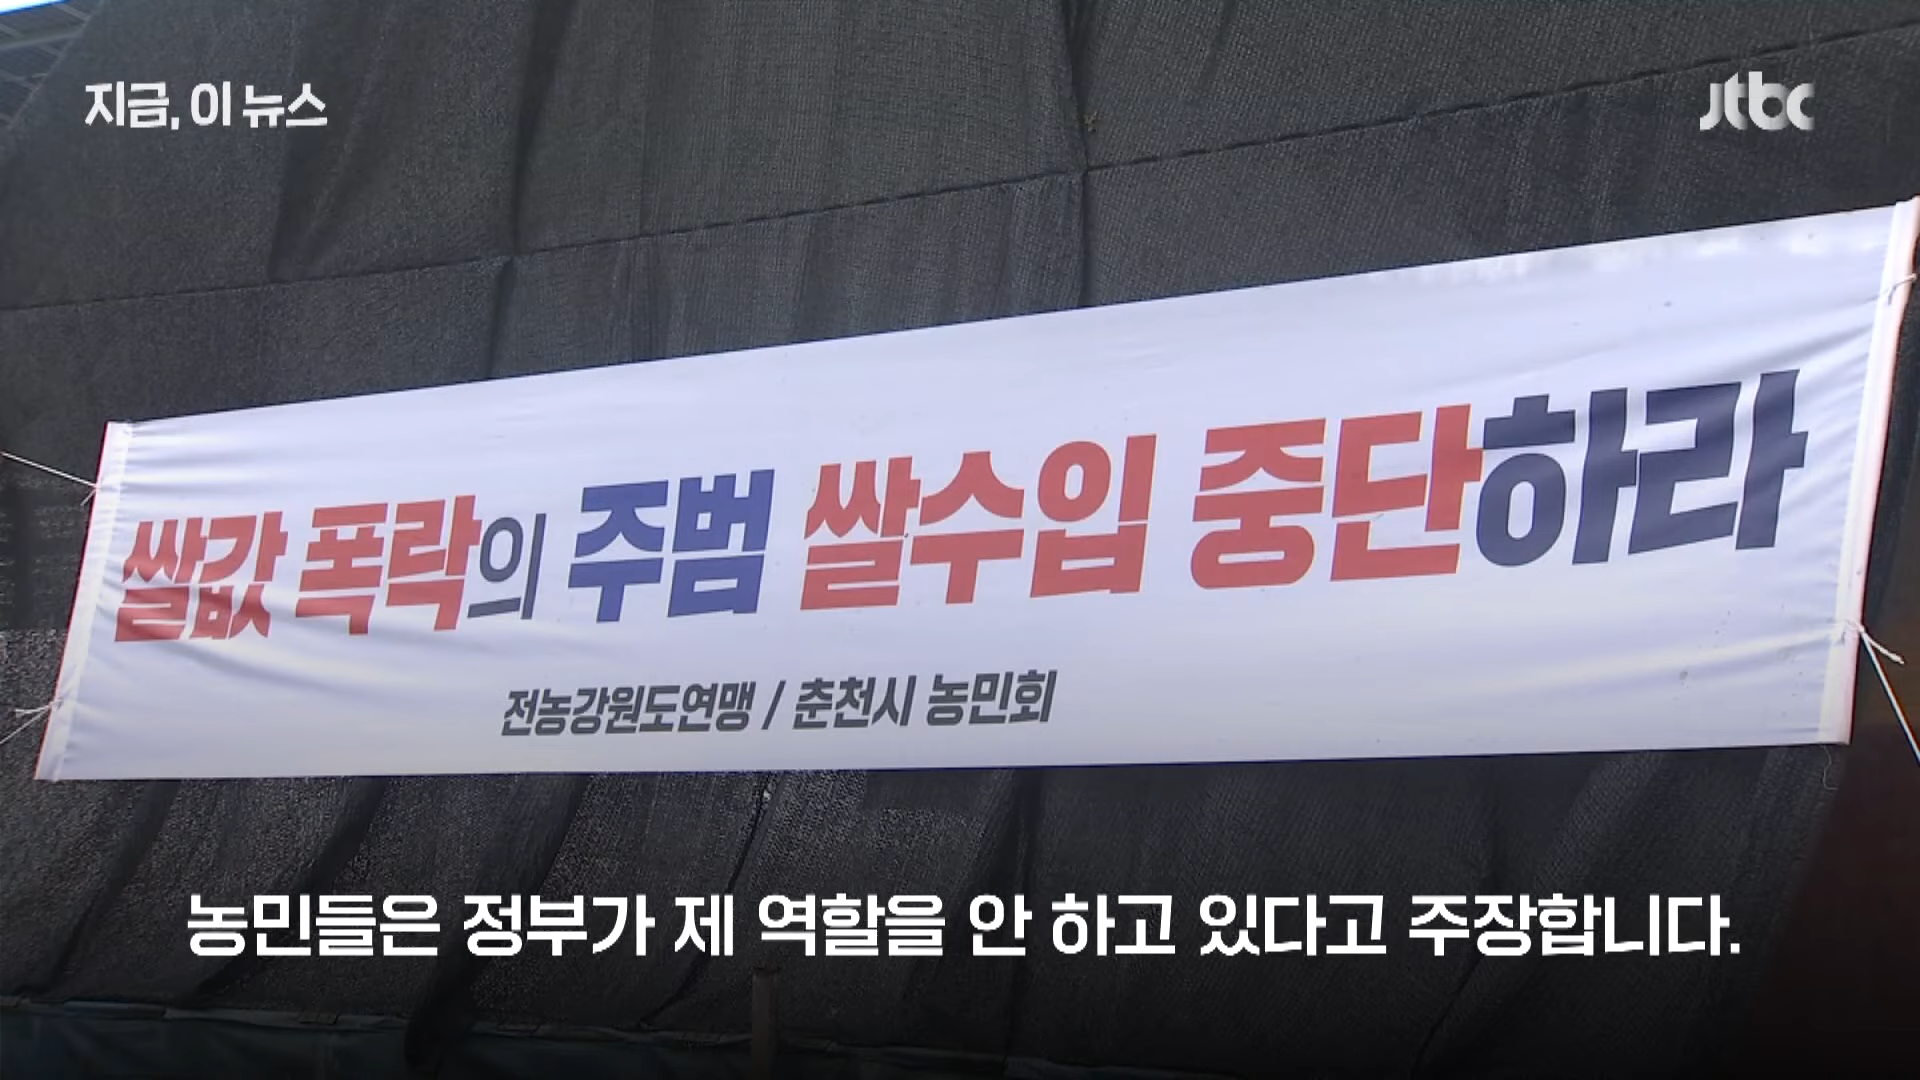 지금, 이 뉴스
jtbc
쌀값 폭락의 주범 쌀수입 중단하라
전농강원도연맹 / 춘천시 농민회
농민들은 정부가 제 역할을 안 하고 있다고 주장합니다.